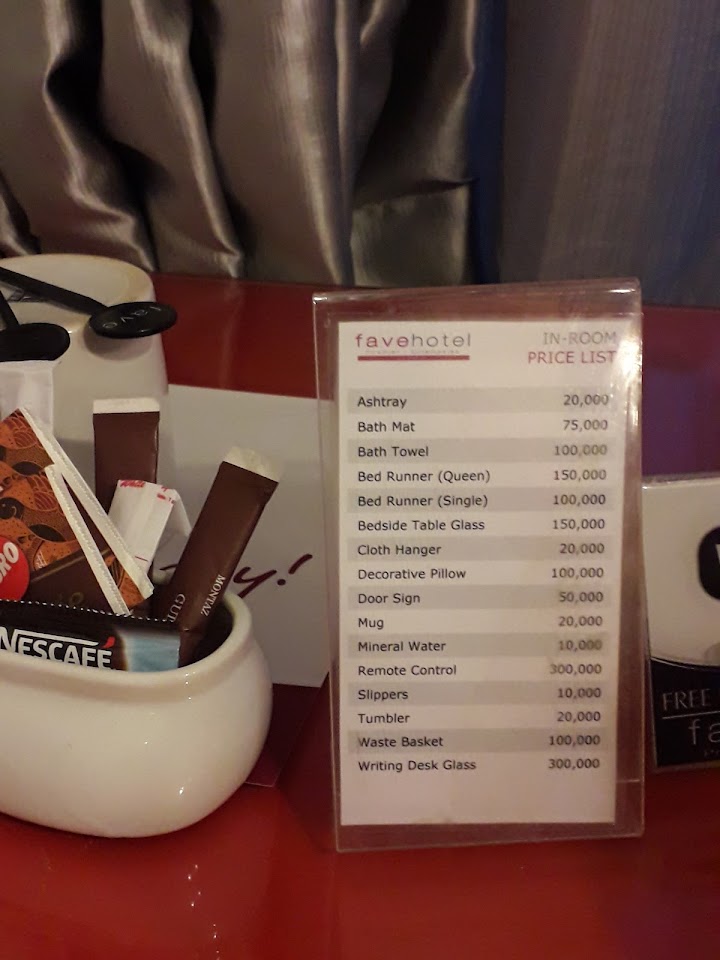 favehotel
IN-ROOM
PRICE LIST
Ashtray 20,000
Bath Mat 75,000
Bath Towel 100,000
Bed Runner (Queen) 150,000
Bed Runner (Single) 100,000
Bedside Table Glass 150,000
Cloth Hanger 20,000
Decorative Pillow 100,000
Door Sign 50,000
Mug 20,000
Mineral Water 10,000
Remote Control 300,000
Slippers 10,000
Tumbler 20,000
Waste Basket 100,000
Writing Desk Glass 300,000
fave
NESCAFÉ
MONTAZ
FREE
fa